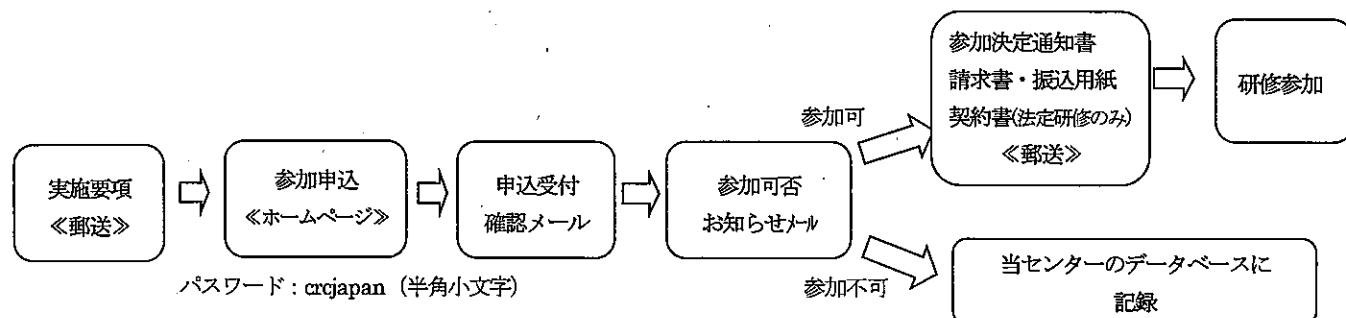 実施要項
≪郵送≫
参加申込
≪ホームページ≫
パスワード：crcjapan（半角小文字）
申込受付
確認メール
参加可否
お知らせﾒｰﾙ
参加可
参加決定通知書
請求書・振込用紙
契約書(法定研修のみ)
≪郵送≫
研修参加
参加不可
当センターのデータベースに
記録